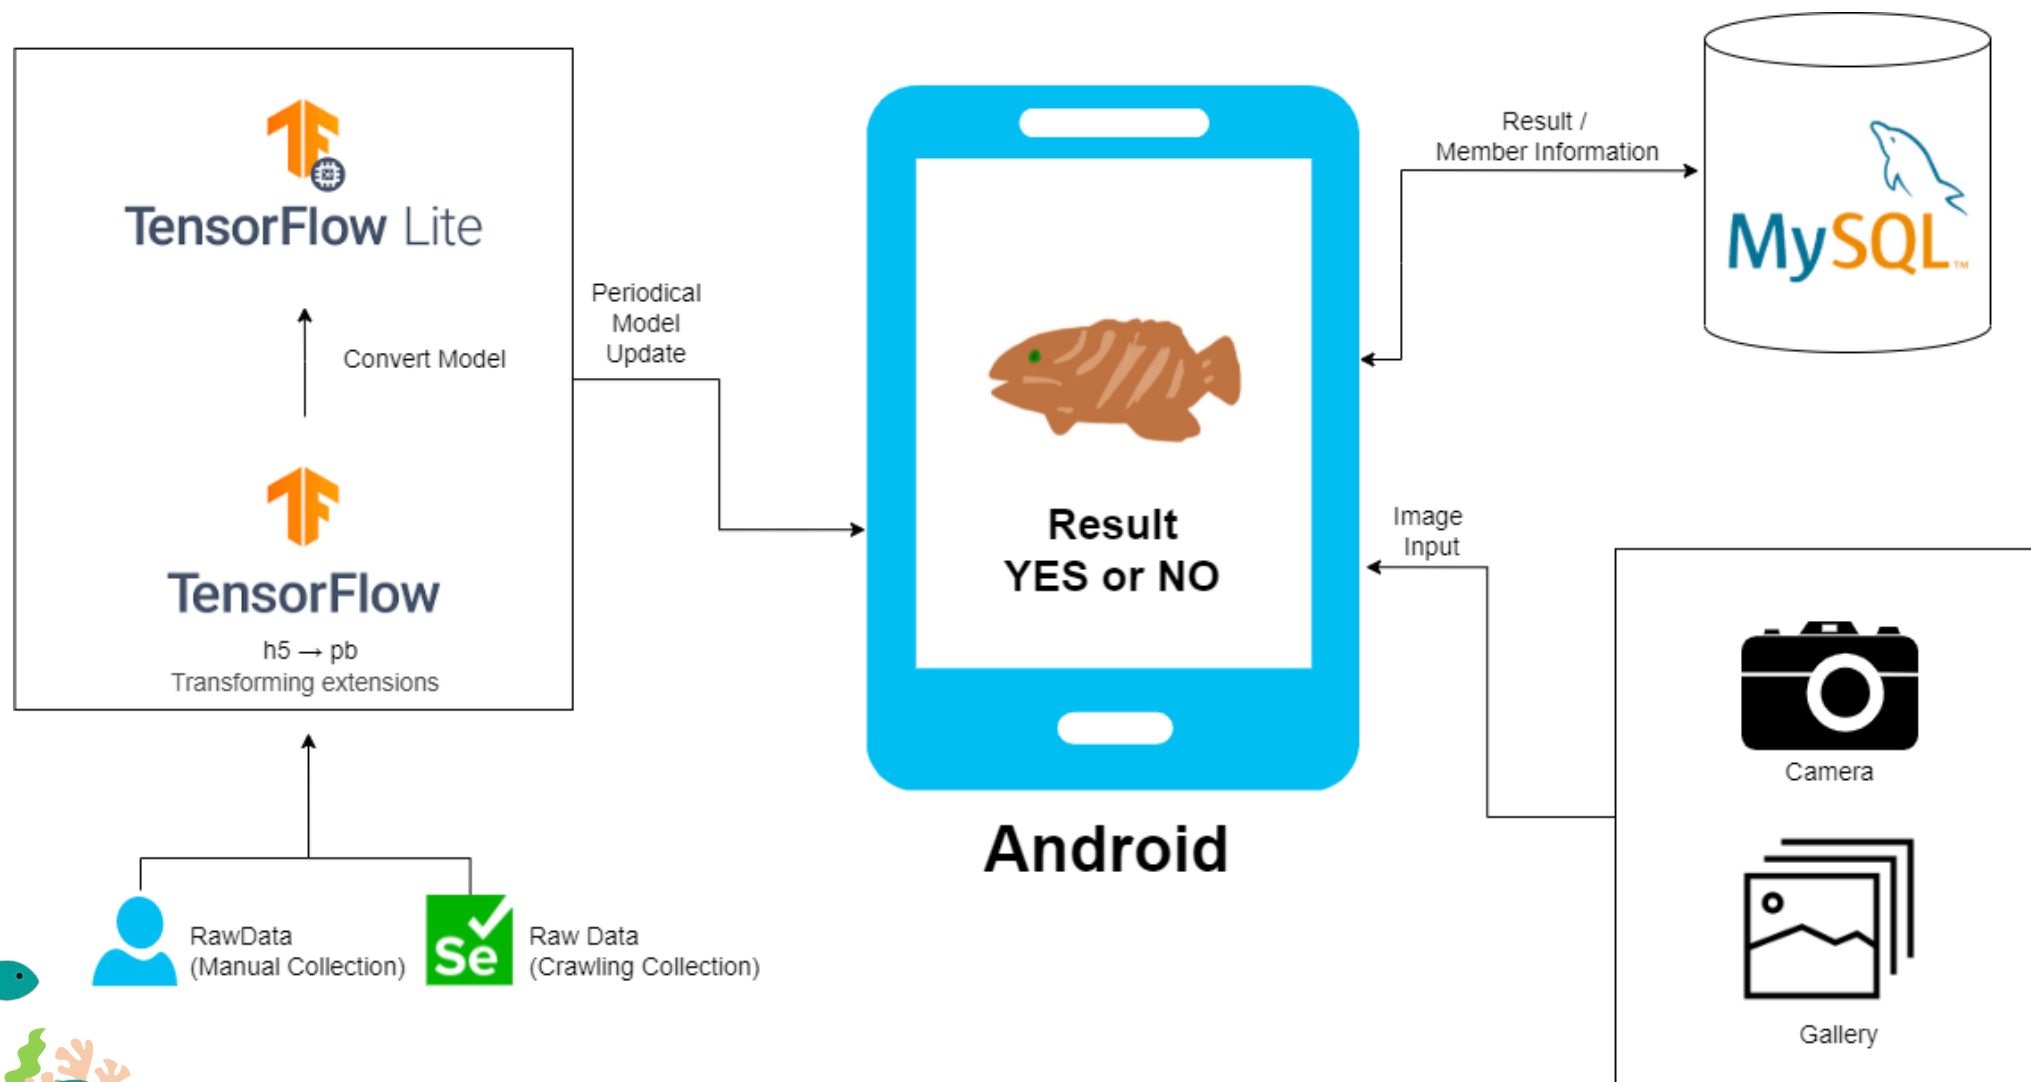 TensorFlow Lite
Convert Model
TensorFlow
h5 → pb
Transforming extensions
RawData
(Manual Collection)
Se
Raw Data
(Crawling Collection)
Periodical
Model
Update
Result
YES or NO
Android
Result /
Member Information
MySQL™
Image
Input
Camera
Gallery